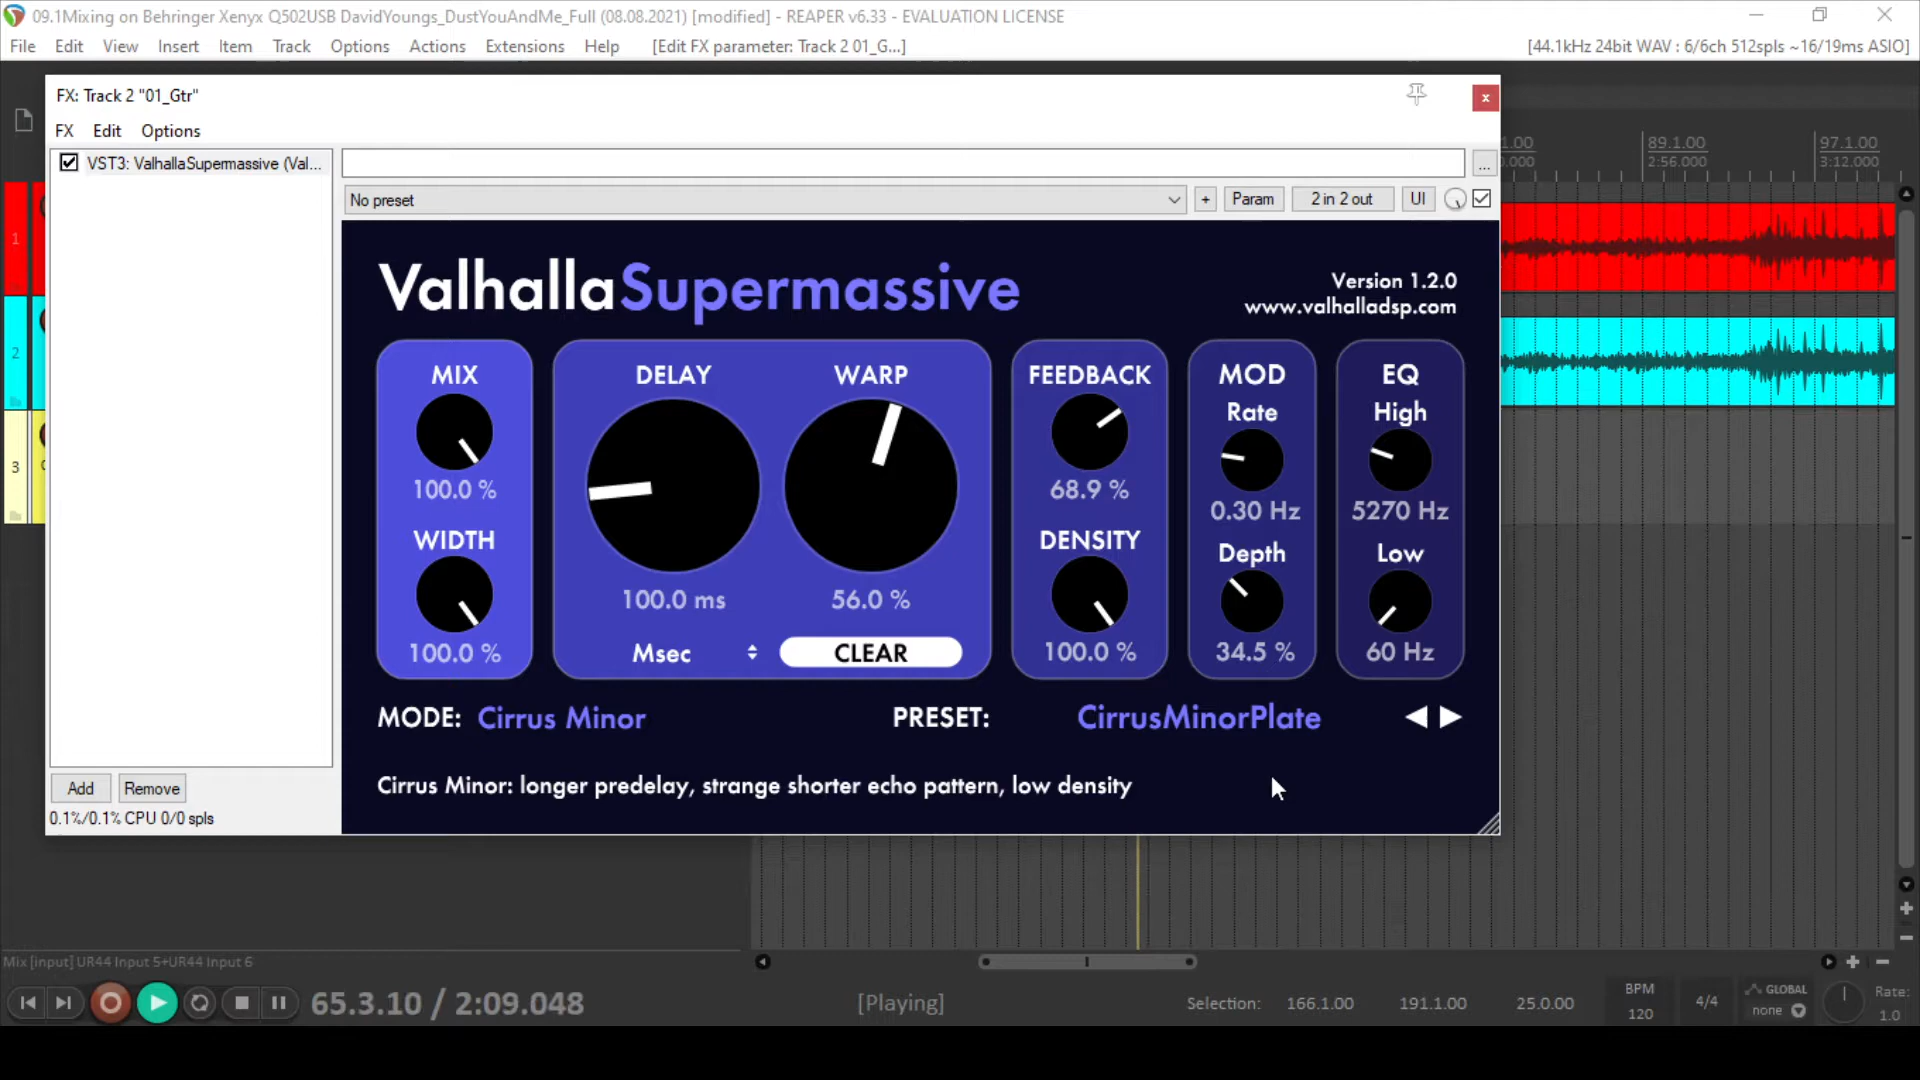 09.1Mixing on Behringer Xenyx Q502USB DavidYoungs_DustYouAndMe_Full (08.08.2021) [modified] - REAPER v6.33 - EVALUATION LICENSE
File Edit View Insert Item Track Options Actions Extensions Help [Edit FX parameter: Track 2 01_G...] [44.1kHz 24bit WAV : 6/6ch 512spls ~16/19ms ASIO]
FX: Track 2 "01_Gtr"
x
FX Edit Options
VST3: ValhallaSupermassive (Val...
...
No preset + Param 2 in 2 out UI
1.00 89.1.00 97.1.00
0.000 2:56.000 3:12.000
ValhallaSupermassive
Version 1.2.0
www.valhalladsp.com
MIX DELAY WARP FEEDBACK MOD EQ
Rate High
100.0 % 68.9 % 0.30 Hz 5270 Hz
WIDTH DENSITY Depth Low
100.0 ms 56.0 %
100.0 % Msec CLEAR 100.0 % 34.5 % 60 Hz
MODE: Cirrus Minor PRESET: CirrusMinorPlate
Cirrus Minor: longer predelay, strange shorter echo pattern, low density
1
2
3
Add Remove
0.1%/0.1% CPU 0/0 spls
Mix [input] UR44 Input 5+UR44 Input 6
65.3.10 / 2:09.048 [Playing] Selection: 166.1.00 191.1.00 25.0.00
BPM
120
4/4
GLOBAL
none
Rate:
1.0